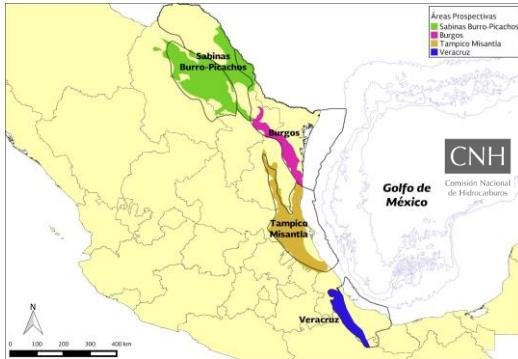 Áreas Prospectivas
Sabinas Burro-Picachos
Burgos
Tampico Misantla
Veracruz
Sabinas
Burro-Picachos
Burgos
CNH
Comisión Nacional
de Hidrocarburos
Golfo de
México
Tampico
Misantla
Veracruz
N
0 100 200 300 400 km